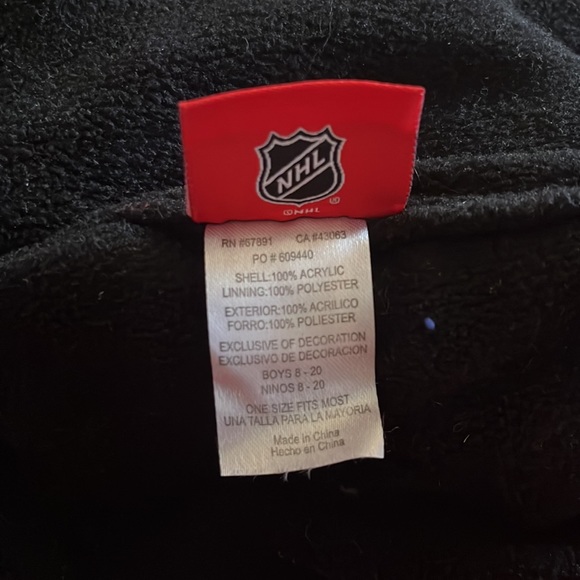 NHL
©NHL ®
RN #67891 CA #43063
PO # 609440
SHELL:100% ACRYLIC
LINNING:100% POLYESTER
EXTERIOR:100% ACRILICO
FORRO:100% POLIESTER
EXCLUSIVE OF DECORATION
EXCLUSIVO DE DECORACION
BOYS 8 - 20
NINOS 8 - 20
ONE SIZE FITS MOST
UNA TALLA PARA LA MAYORIA
Made in China
Hecho en China